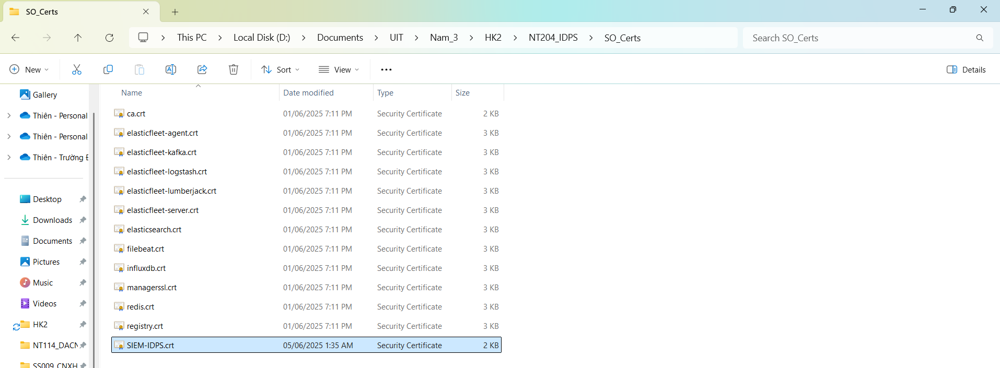 SO_Certs
This PC > Local Disk (D:) > Documents > UIT > Nam_3 > HK2 > NT204_IDPS > SO_Certs
Search SO_Certs
New
Sort
View
Details
Gallery
Thiên - Personal
Thiên - Personal
Thiên - Trường
Desktop
Downloads
Documents
Pictures
Music
Videos
HK2
NT114_DACN
SS009_CNXH
Name Date modified Type Size
ca.crt 01/06/2025 7:11 PM Security Certificate 2 KB
elasticfleet-agent.crt 01/06/2025 7:11 PM Security Certificate 3 KB
elasticfleet-kafka.crt 01/06/2025 7:11 PM Security Certificate 3 KB
elasticfleet-logstash.crt 01/06/2025 7:11 PM Security Certificate 3 KB
elasticfleet-lumberjack.crt 01/06/2025 7:11 PM Security Certificate 3 KB
elasticfleet-server.crt 01/06/2025 7:11 PM Security Certificate 3 KB
elasticsearch.crt 01/06/2025 7:11 PM Security Certificate 3 KB
filebeat.crt 01/06/2025 7:11 PM Security Certificate 3 KB
influxdb.crt 01/06/2025 7:11 PM Security Certificate 3 KB
managerssl.crt 01/06/2025 7:11 PM Security Certificate 3 KB
redis.crt 01/06/2025 7:11 PM Security Certificate 3 KB
registry.crt 01/06/2025 7:11 PM Security Certificate 3 KB
SIEM-IDPS.crt 05/06/2025 1:35 AM Security Certificate 2 KB